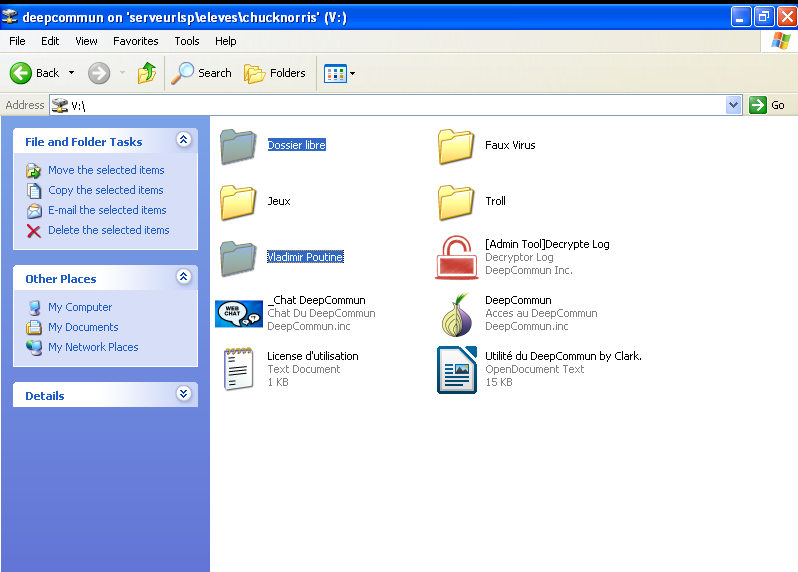 deepcommun on 'serveurlsp\eleves\chucknorris' (V:)
File Edit View Favorites Tools Help
Back Search Folders
Address V:\ Go
File and Folder Tasks
Move the selected items
Copy the selected items
E-mail the selected items
Delete the selected items
Other Places
My Computer
My Documents
My Network Places
Details
Dossier libre
Faux Virus
Jeux
Troll
Vladimir Poutine
[Admin Tool]Decrypte Log
Decryptor Log
DeepCommun Inc.
WEB
CHAT
_Chat DeepCommun
Chat Du DeepCommun
DeepCommun.inc
DeepCommun
Acces au DeepCommun
DeepCommun.inc
License d'utilisation
Text Document
1 KB
Utilité du DeepCommun by Clark.
OpenDocument Text
15 KB